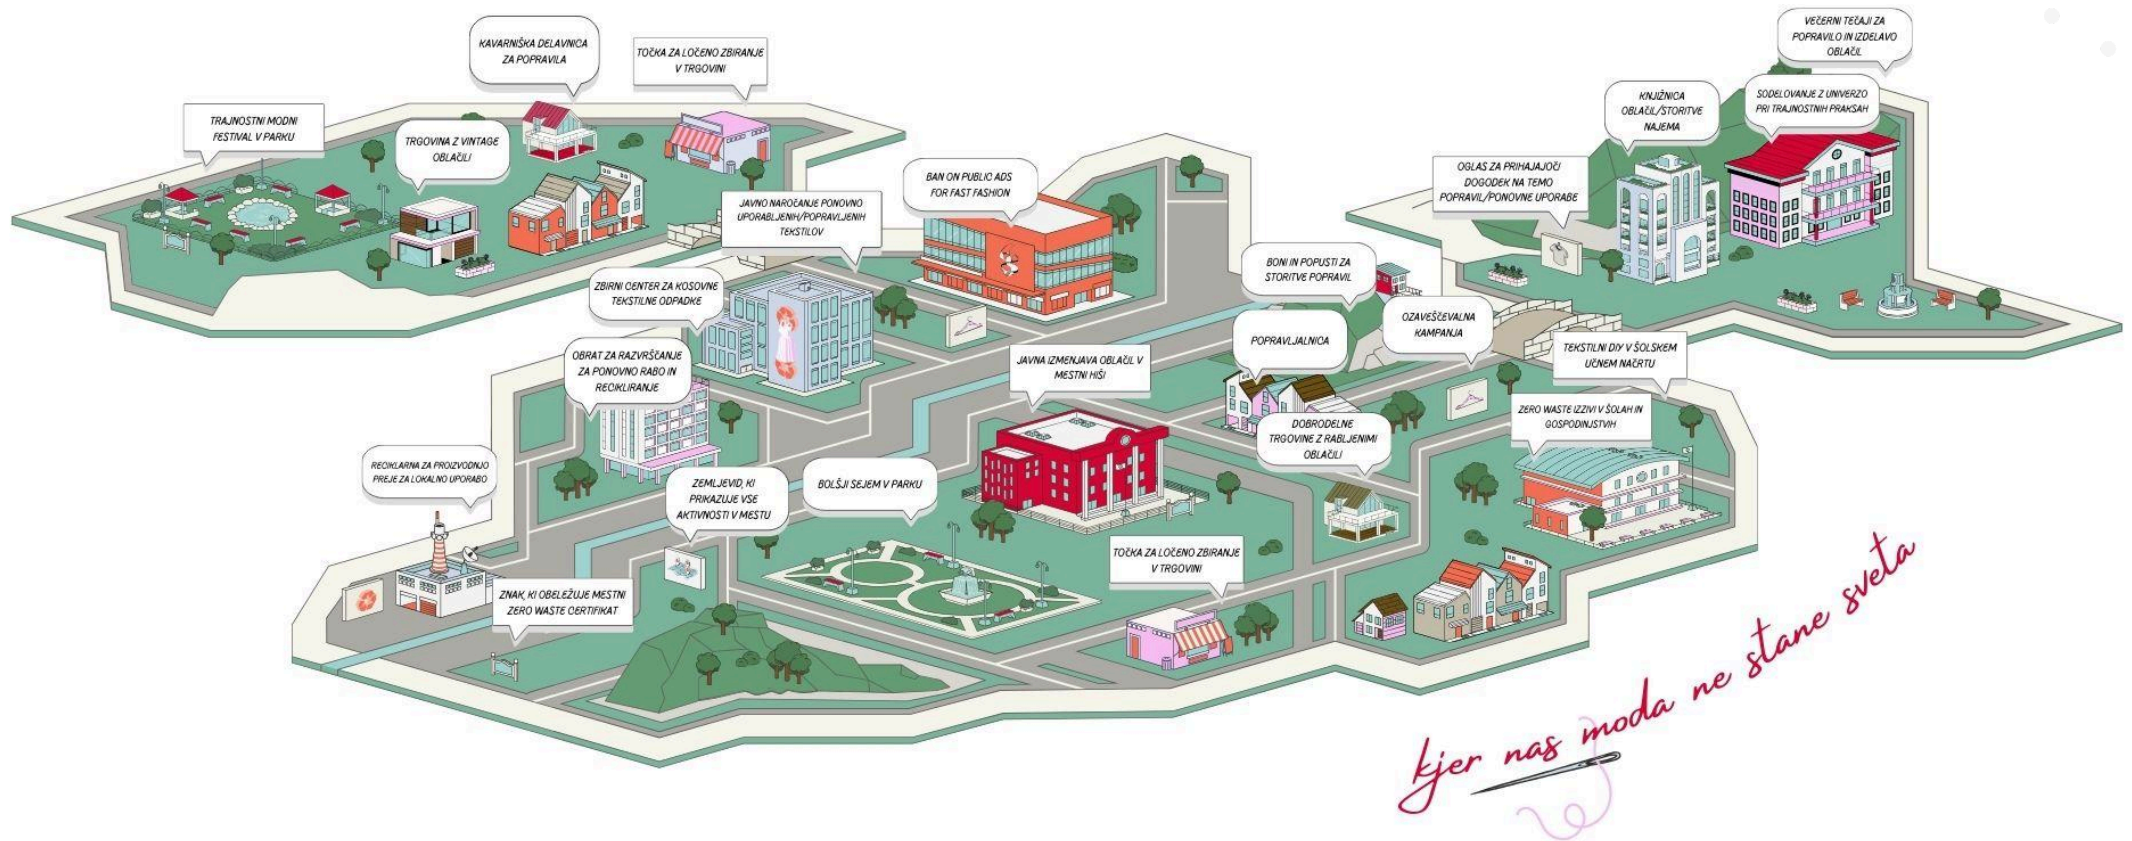 VEČERNI TEČAJI ZA
POPRAVILO IN IZDELAVO
OBLAČIL
KAVARNIŠKA DELAVNICA
ZA POPRAVILA
TOČKA ZA LOČENO ZBIRANJE
V TRGOVINI
TRAJNOSTNI MODNI
FESTIVAL V PARKU
TRGOVINA Z VINTAGE
OBLAČILI
KNJIŽNICA
OBLAČIL/STORITVE
NAJEMA
SODELOVANJE Z UNIVERZO
PRI TRAJNOSTNIH PRAKSAH
BAN ON PUBLIC ADS
FOR FAST FASHION
OGLAS ZA PRIHAJAJOČI
DOGODEK NA TEMO
POPRAVIL/PONOVNE UPORABE
JAVNO NAROČANJE PONOVNO
UPORABLJENIH/POPRAVLJENIH
TEKSTILOV
ZBIRNI CENTER ZA KOSOVNE
TEKSTILNE ODPADKE
BONI IN POPUSTI ZA
STORITVE POPRAVIL
OZAVEŠČEVALNA
KAMPANJA
POPRAVLJALNICA
OBRAT ZA RAZVRŠČANJE
ZA PONOVNO RABO IN
RECIKLIRANJE
JAVNA IZMENJAVA OBLAČIL V
MESTNI HIŠI
TEKSTILNI DIY V ŠOLSKEM
UČNEM NAČRTU
ZERO WASTE IZZIVI V ŠOLAH IN
GOSPODINJSTVIH
DOBRODELNE
TRGOVINE Z RABLJENIMI
OBLAČILI
RECIKLARNA ZA PROIZVODNJO
PREJE ZA LOKALNO UPORABO
ZEMLJEVID, KI
PRIKAZUJE VSE
AKTIVNOSTI V MESTU
BOLŠJI SEJEM V PARKU
TOČKA ZA LOČENO ZBIRANJE
V TRGOVINI
ZNAK, KI OBELEŽUJE MESTNI
ZERO WASTE CERTIFIKAT
kjer nas moda ne stane sveta